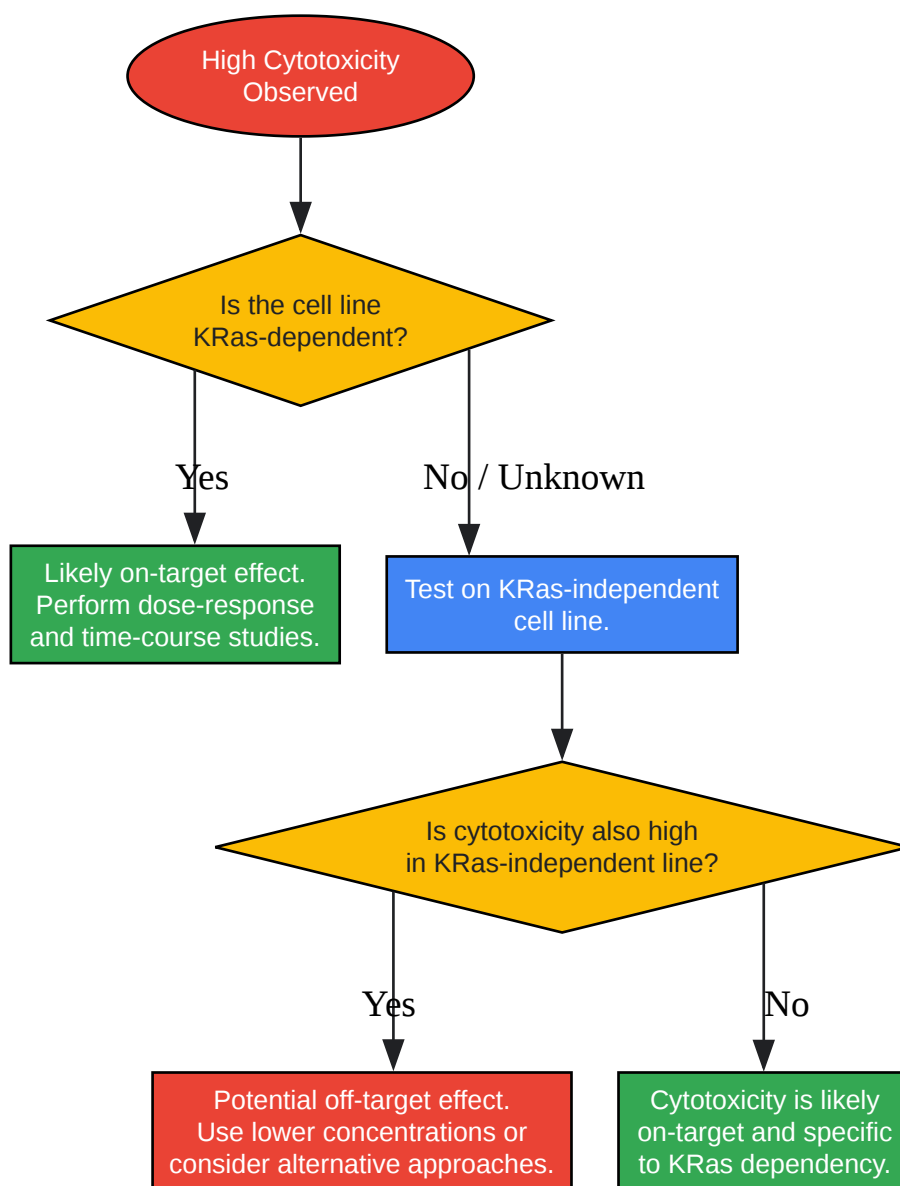 High Cytotoxicity
Observed
Is the cell line
KRas-dependent?
Yes
No / Unknown
Likely on-target effect.
Perform dose-response
and time-course studies.
Test on KRas-independent
cell line.
Is cytotoxicity also high
in KRas-independent line?
Yes
No
Potential off-target effect.
Use lower concentrations or
consider alternative approaches.
Cytotoxicity is likely
on-target and specific
to KRas dependency.